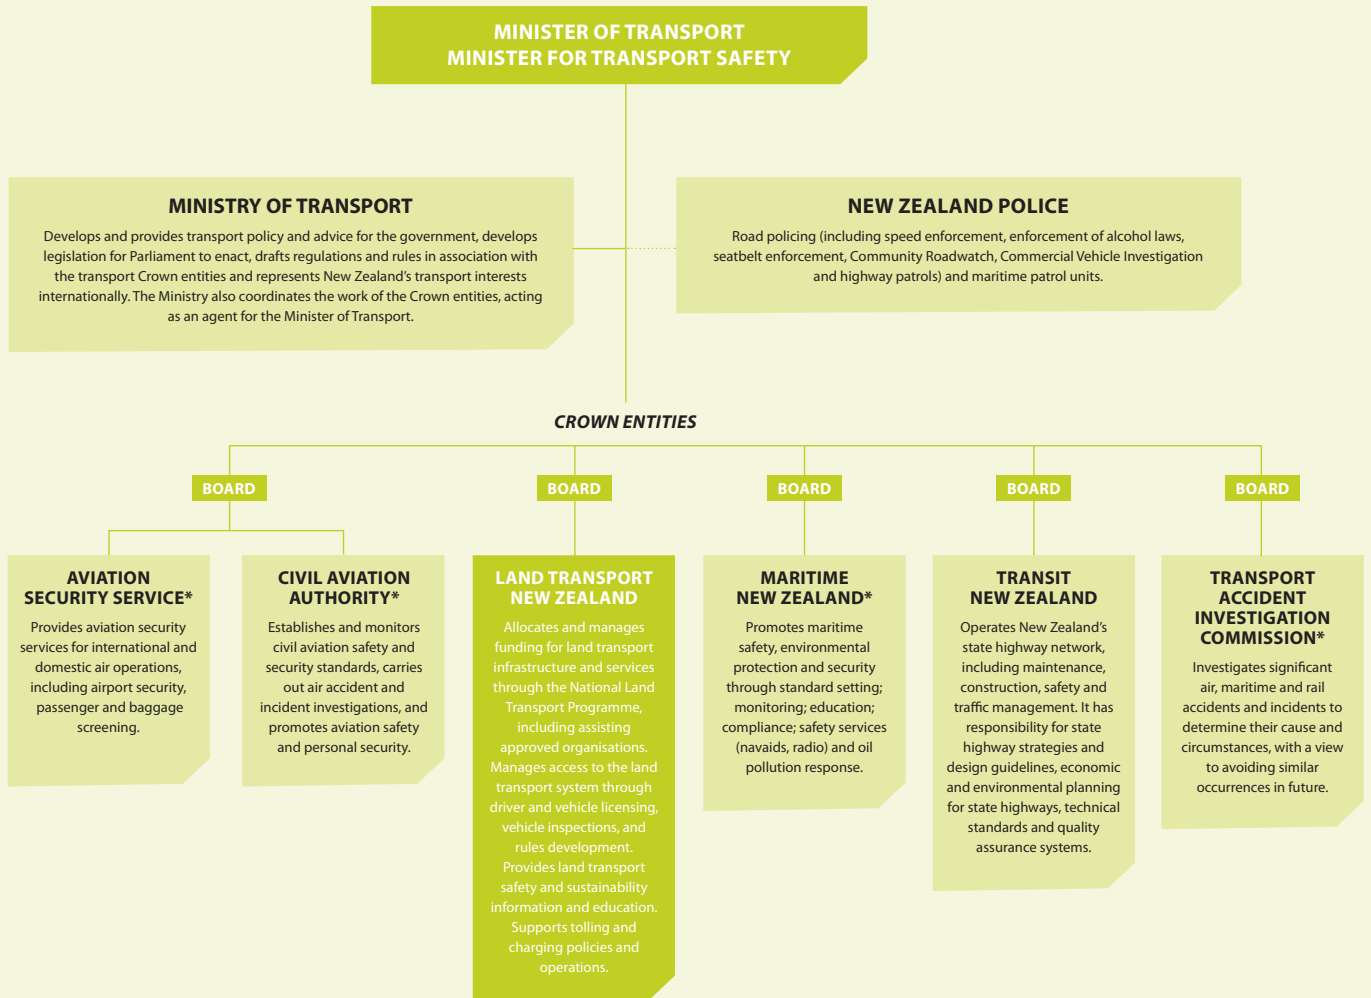 MINISTER OF TRANSPORT
MINISTER FOR TRANSPORT SAFETY
MINISTRY OF TRANSPORT
Develops and provides transport policy and advice for the government, develops
legislation for Parliament to enact, drafts regulations and rules in association with
the transport Crown entities and represents New Zealand's transport interests
internationally. The Ministry also coordinates the work of the Crown entities, acting
as an agent for the Minister of Transport.
NEW ZEALAND POLICE
Road policing (including speed enforcement, enforcement of alcohol laws,
seatbelt enforcement, Community Roadwatch, Commercial Vehicle Investigation
and highway patrols) and maritime patrol units.
CROWN ENTITIES
BOARD
BOARD
BOARD
BOARD
BOARD
AVIATION
SECURITY SERVICE*
Provides aviation security
services for international and
domestic air operations,
including airport security,
passenger and baggage
screening.
CIVIL AVIATION
AUTHORITY*
Establishes and monitors
civil aviation safety and
security standards, carries
out air accident and
incident investigations, and
promotes aviation safety
and personal security.
LAND TRANSPORT
NEW ZEALAND
Allocates and manages
funding for land transport
infrastructure and services
through the National Land
Transport Programme,
including assisting
approved organisations.
Manages access to the land
transport system through
driver and vehicle licensing,
vehicle inspections, and
rules development.
Provides land transport
safety and sustainability
information and education.
Supports tolling and
charging policies and
operations.
MARITIME
NEW ZEALAND*
Promotes maritime
safety, environmental
protection and security
through standard setting;
monitoring; education;
compliance; safety services
(navaids, radio) and oil
pollution response.
TRANSIT
NEW ZEALAND
Operates New Zealand's
state highway network,
including maintenance,
construction, safety and
traffic management. It has
responsibility for state
highway strategies and
design guidelines, economic
and environmental planning
for state highways, technical
standards and quality
assurance systems.
TRANSPORT
ACCIDENT
INVESTIGATION
COMMISSION*
Investigates significant
air, maritime and rail
accidents and incidents to
determine their cause and
circumstances, with a view
to avoiding similar
occurrences in future.